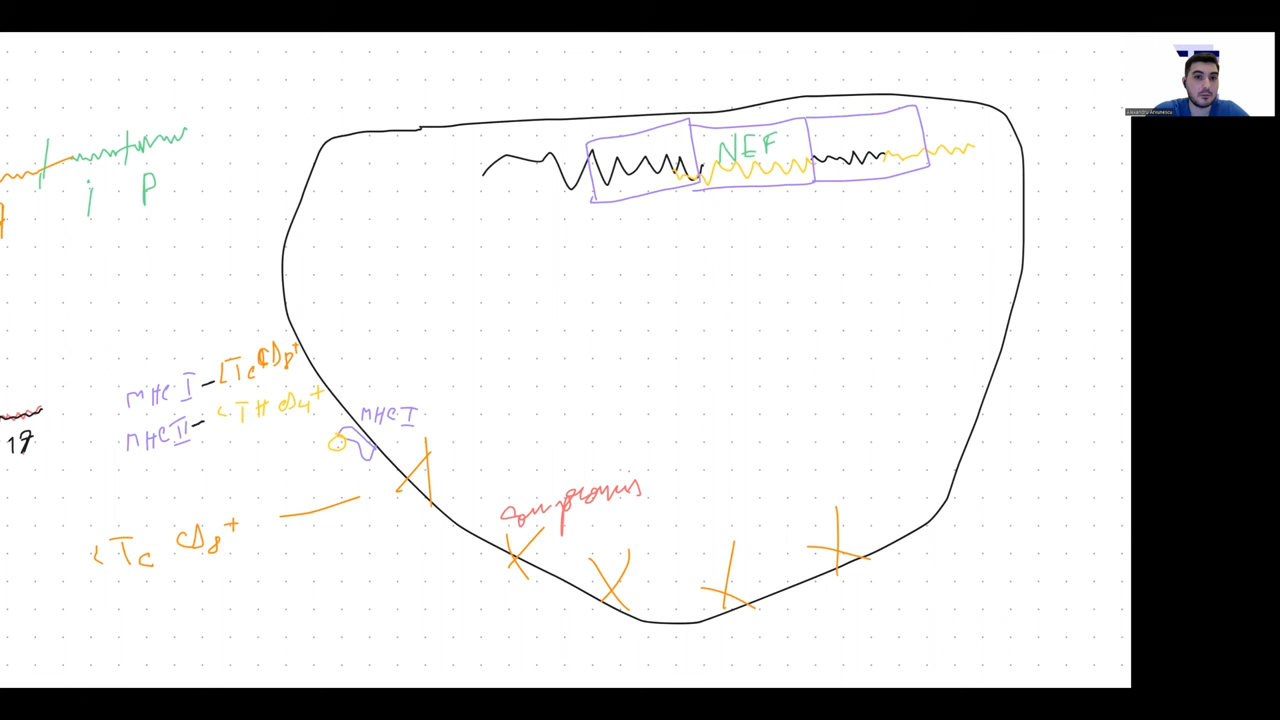 NEF
i p
MHC I - LTc CD8+
MHC II - LTH CD4+
MHC I
19
LTc CD8+